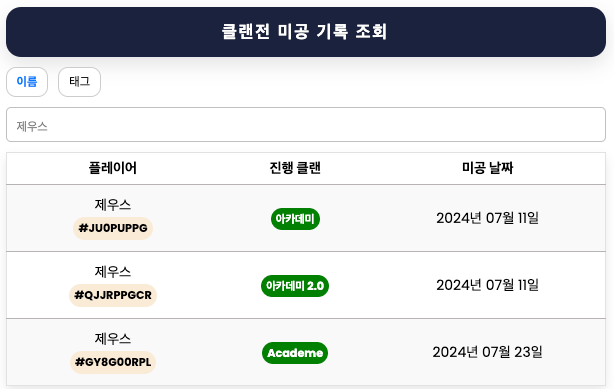 클랜전 미공 기록 조회
이름 태그
제우스
플레이어 진행 클랜 미공 날짜
제우스
#JU0PUPPG 아카데미 2024년 07월 11일
제우스
#QJJRPPGCR 아카데미 2.0 2024년 07월 11일
제우스
#GY8G00RPL Academe 2024년 07월 23일